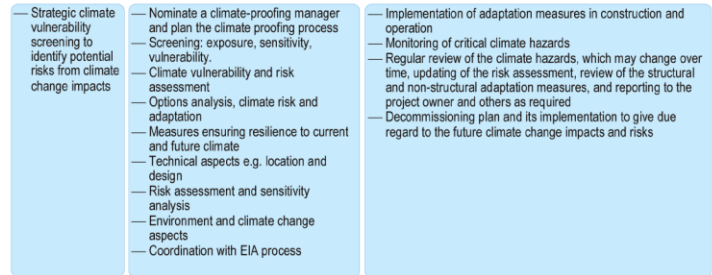 — Strategic climate
vulnerability
screening to
identify potential
risks from climate
change impacts
— Nominate a climate-proofing manager
and plan the climate proofing process
— Screening: exposure, sensitivity,
vulnerability.
— Climate vulnerability and risk
assessment
— Options analysis, climate risk and
adaptation
— Measures ensuring resilience to current
and future climate
— Technical aspects e.g. location and
design
— Risk assessment and sensitivity
analysis
— Environment and climate change
aspects
— Coordination with EIA process
— Implementation of adaptation measures in construction and
operation
— Monitoring of critical climate hazards
— Regular review of the climate hazards, which may change over
time, updating of the risk assessment, review of the structural
and non-structural adaptation measures, and reporting to the
project owner and others as required
— Decommissioning plan and its implementation to give due
regard to the future climate change impacts and risks